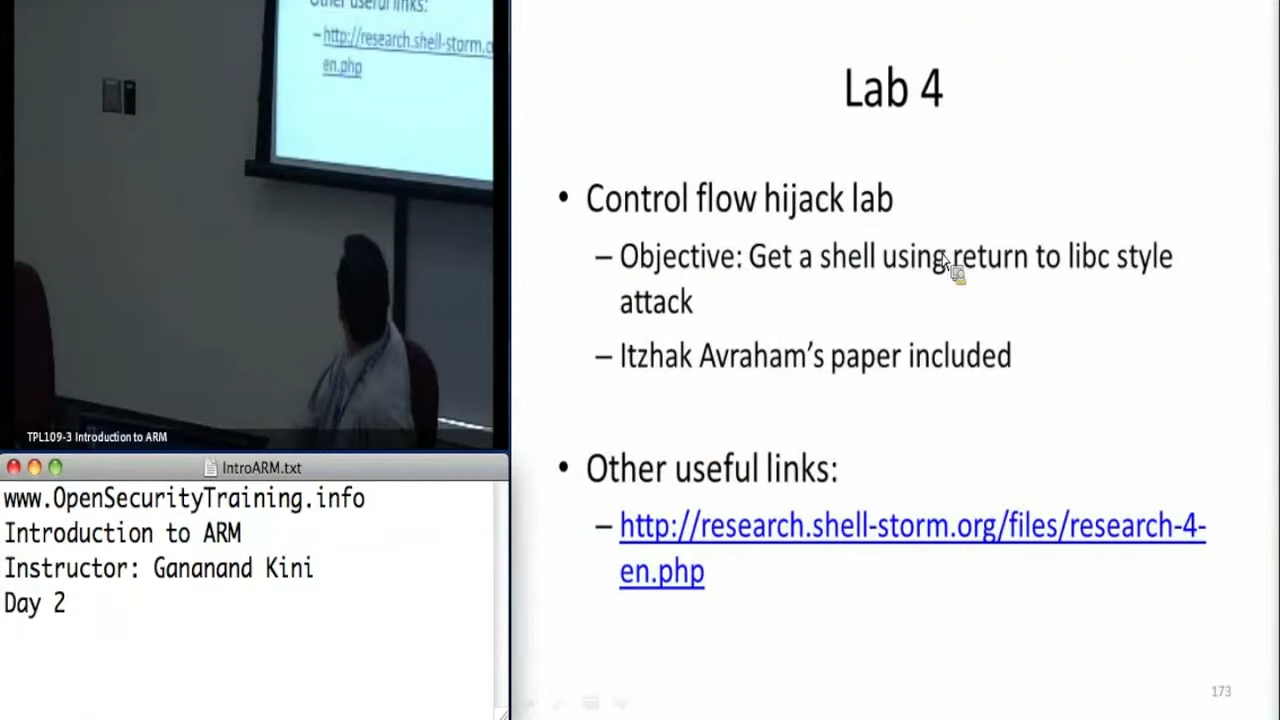 Other useful links:
–http://research.shell-storm.o
en.php
TPL109-3 Introduction to ARM
IntroARM.txt
www.OpenSecurityTraining.info
Introduction to ARM
Instructor: Gananand Kini
Day 2
Lab 4
• Control flow hijack lab
– Objective: Get a shell using return to libc style
attack
– Itzhak Avraham’s paper included
• Other useful links:
– http://research.shell-storm.org/files/research-4-
en.php
173